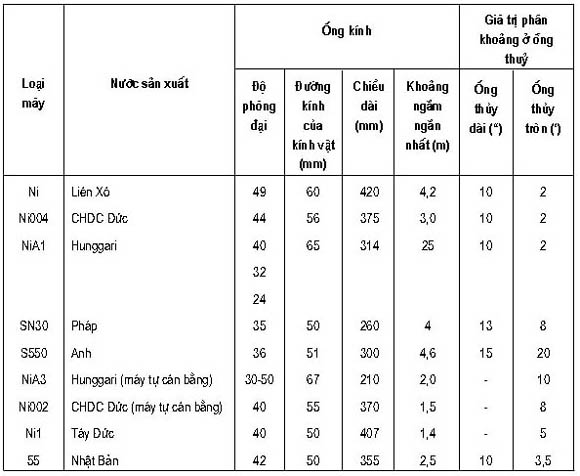 Loại máy
Nước sản xuất
Ống kính
Giá trị phân khoảng ở ống thuỷ
Độ phóng đại
Đường kính của kính vật (mm)
Chiều dài (mm)
Khoảng ngắm ngắn nhất (m)
Ống thủy dài (“)
Ống thủy tròn (‘)
Ni Liên Xô 49 60 420 4,2 10 2
Ni004 CHDC Đức 44 56 375 3,0 10 2
NiA1 Hunggari 40 65 314 25 10 2
32
24
SN30 Pháp 35 50 260 4 13 8
S550 Anh 36 51 300 4,6 15 20
NiA3 Hunggari (máy tự cân bằng) 30-50 67 210 2,0 - 10
Ni002 CHDC Đức (máy tự cân bằng) 40 55 370 1,5 - 8
Ni1 Tây Đức 40 50 407 1,4 - 5
55 Nhật Bản 42 50 355 2,5 10 3,5